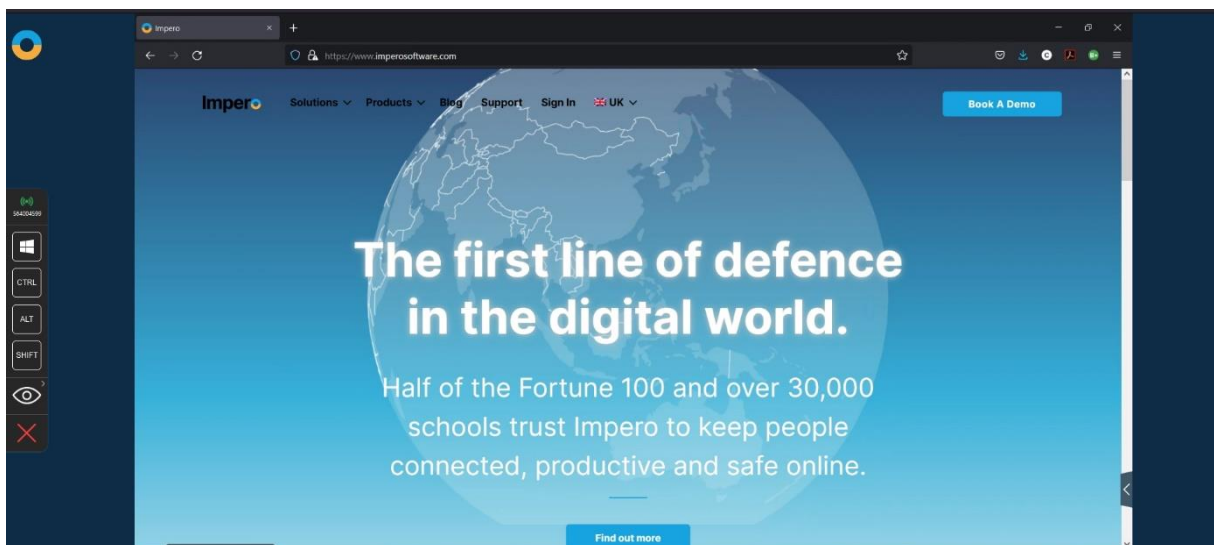 Impero
https://www.imperosoftware.com
Impero Solutions Products Blog Support Sign In UK Book A Demo
564004599
CTRL
ALT
SHIFT
The first line of defence
in the digital world.
Half of the Fortune 100 and over 30,000
schools trust Impero to keep people
connected, productive and safe online.
Find out more